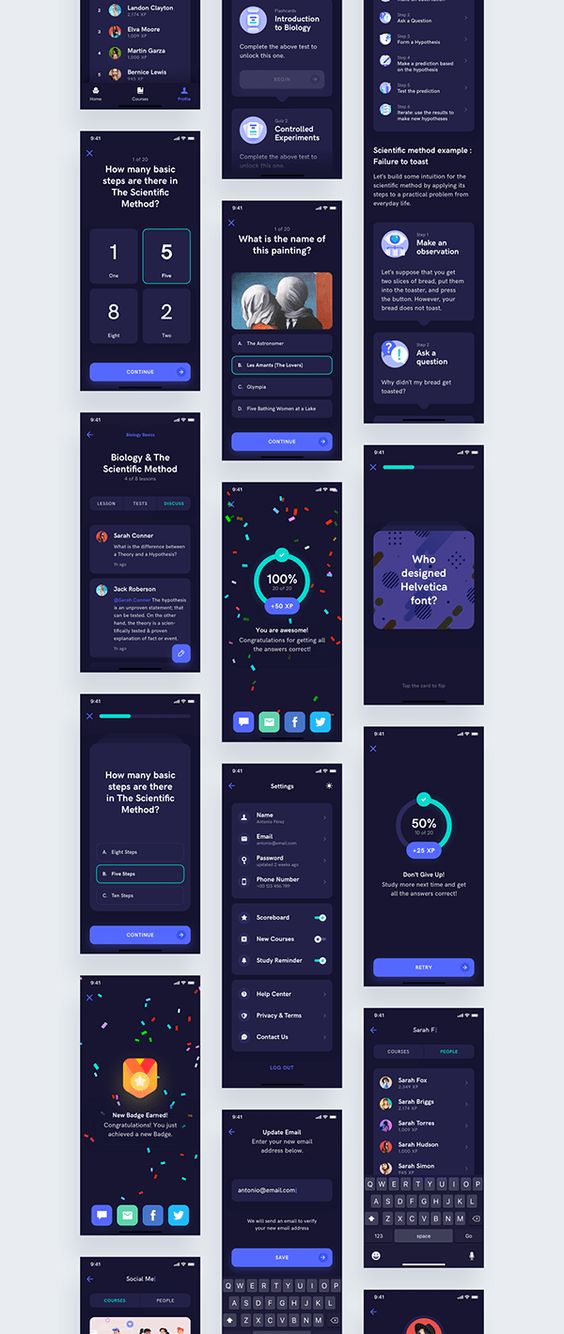 2
Landon Clayton
2,174 XP
3
Elva Moore
1,009 XP
4
Martin Garza
1,000 XP
5
Bernice Lewis
945 XP
Home
Courses
Profile
9:41
1 of 20
How many basic
steps are there in
The Scientific
Method?
1
One
5
Five
8
Eight
2
Two
CONTINUE
9:41
Biology Basics
Biology & The
Scientific Method
4 of 8 lessons
LESSON
TESTS
DISCUSS
Sarah Conner
What is the difference between
a Theory and a Hypothesis?
1h ago
Jack Roberson
@Sarah Conner The hypothesis
is an unproven statement; that
can be tested. On the other
hand, the theory is a scien-
tifically tested & proven
explanation of fact or event.
1h ago
9:41
How many basic
steps are there
in The Scientific
Method?
A. Eight Steps
B. Five Steps
C. Ten Steps
CONTINUE
9:41
New Badge Earned!
Congratulations! You just
achieved a new Badge.
9:41
Social Me
COURSES
PEOPLE
Flashcards
Introduction
to Biology
Complete the above test to
unlock this one.
BEGIN
Quiz 2
Controlled
Experiments
Complete the above test to
unlock this one.
9:41
1 of 20
What is the name of
this painting?
A. The Astronomer
B. Les Amants (The Lovers)
C. Olympia
D. Five Bathing Women at a Lake
CONTINUE
9:41
100%
20 of 20
+50 XP
You are awesome!
Congratulations for getting all
the answers correct!
9:41
Settings
Name
Antonio Pérez
Email
antonio@email.com
Password
updated 2 weeks ago
Phone Number
+00 123 456 789
Scoreboard
New Courses
Study Reminder
Help Center
Privacy & Terms
Contact Us
LOG OUT
9:41
Update Email
Enter your new email
address below.
antonio@email.com
We will send an email to verify
your new email address
SAVE
Q W E R T Y U I O P
A S D F G H J K L
Z X C V B N M
Step 2
Ask a Question
Step 3
Form a Hypothesis
Step 4
Make a prediction based
on the hypothesis
Step 5
Test the prediction
Step 6
Iterate: use the results to
make new hypotheses
Scientific method example :
Failure to toast
Let's build some intuition for the
scientific method by applying its
steps to a practical problem from
everyday life.
Step 1
Make an
observation
Let's suppose that you get
two slices of bread, put them
into the toaster, and press
the button. However, your
bread does not toast.
Step 2
Ask a
question
Why didn't my bread get
toasted?
9:41
Who
designed
Helvetica
font?
Tap the card to flip
9:41
50%
10 of 20
+25 XP
Don't Give Up!
Study more next time and get
all the answers correct!
RETRY
9:41
Sarah F
COURSES
PEOPLE
Sarah Fox
2,349 XP
Sarah Briggs
2,174 XP
Sarah Torres
1,009 XP
Sarah Hudson
1,000 XP
Sarah Simon
945 XP
Q W E R T Y U I O P
A S D F G H J K L
Z X C V B N M
123
space
Go
9:41